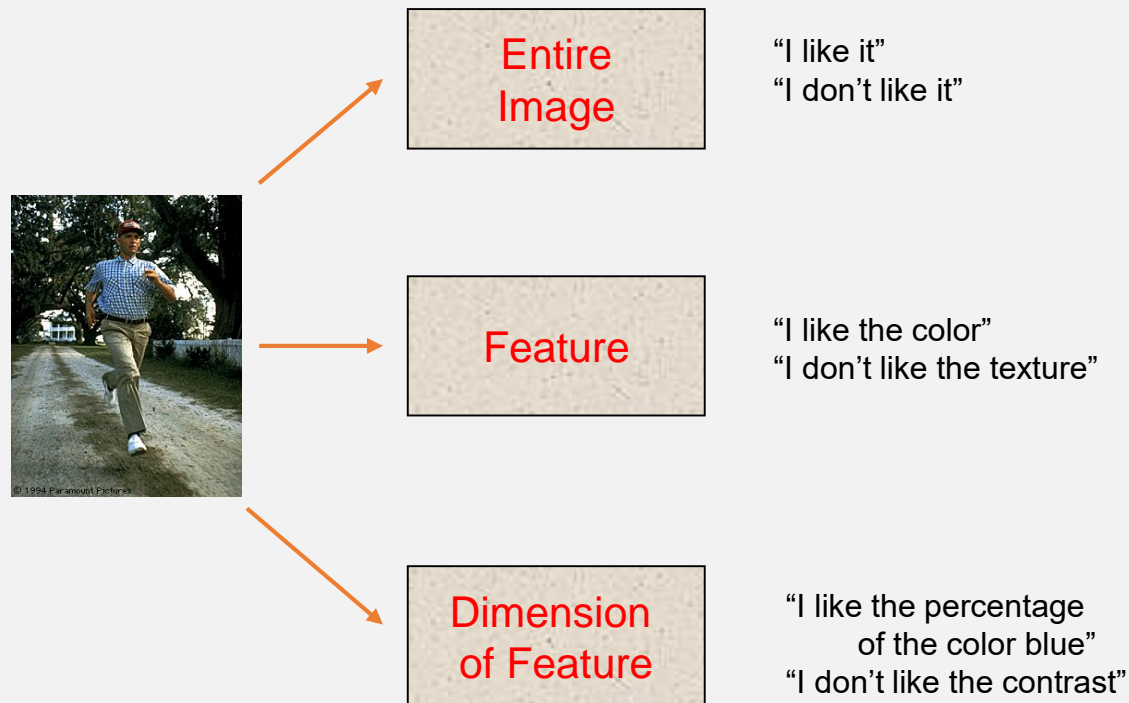 Entire
Image
“I like it”
“I don’t like it”
Feature
“I like the color”
“I don’t like the texture”
© 1994 Paramount Pictures
Dimension
of Feature
“I like the percentage
of the color blue”
“I don’t like the contrast”